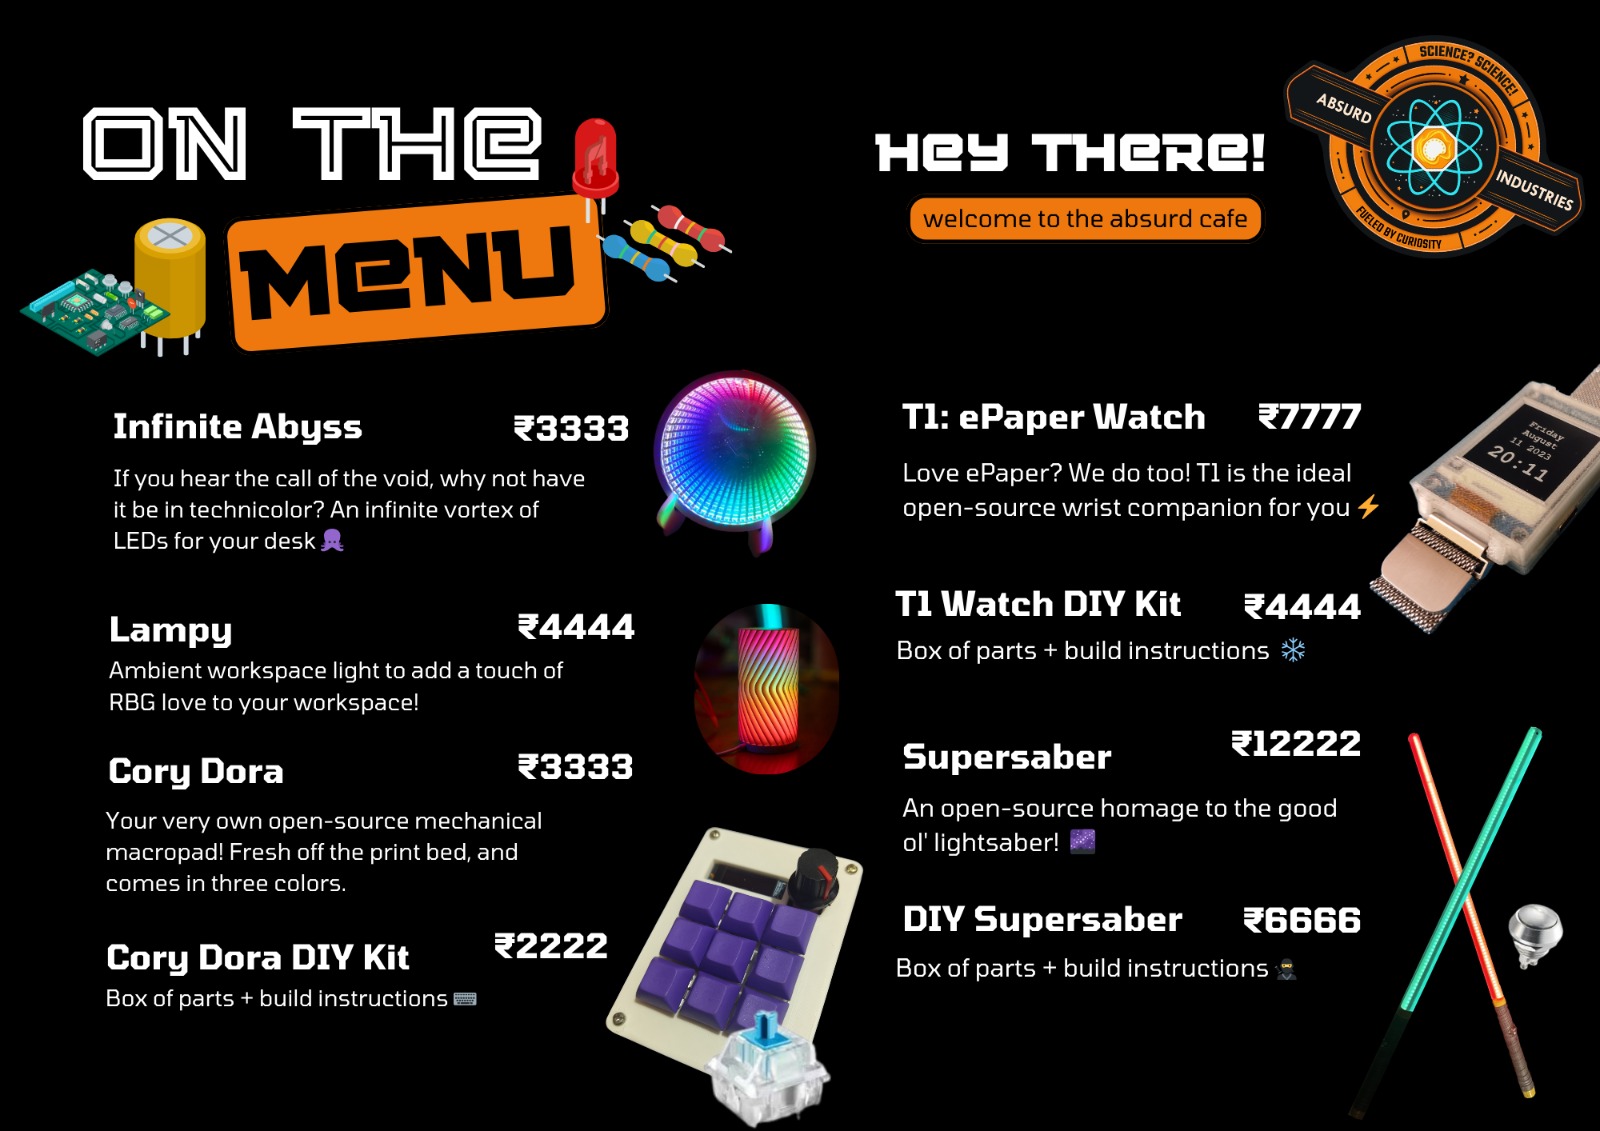 ON THE
MENU
Infinite Abyss ₹3333
If you hear the call of the void, why not have
it be in technicolor? An infinite vortex of
LEDs for your desk 🐙
Lampy ₹4444
Ambient workspace light to add a touch of
RBG love to your workspace!
Cory Dora ₹3333
Your very own open-source mechanical
macropad! Fresh off the print bed, and
comes in three colors.
Cory Dora DIY Kit ₹2222
Box of parts + build instructions ⌨️
HEY THERE!
welcome to the absurd cafe
SCIENCE? SCIENCE!
ABSURD
INDUSTRIES
FUELED BY CURIOSITY
T1: ePaper Watch ₹7777
Love ePaper? We do too! T1 is the ideal
open-source wrist companion for you ⚡
Friday
August
11 2023
20:11
T1 Watch DIY Kit ₹4444
Box of parts + build instructions ❄️
Supersaber ₹12222
An open-source homage to the good
ol' lightsaber! 🌌
DIY Supersaber ₹6666
Box of parts + build instructions 🥷